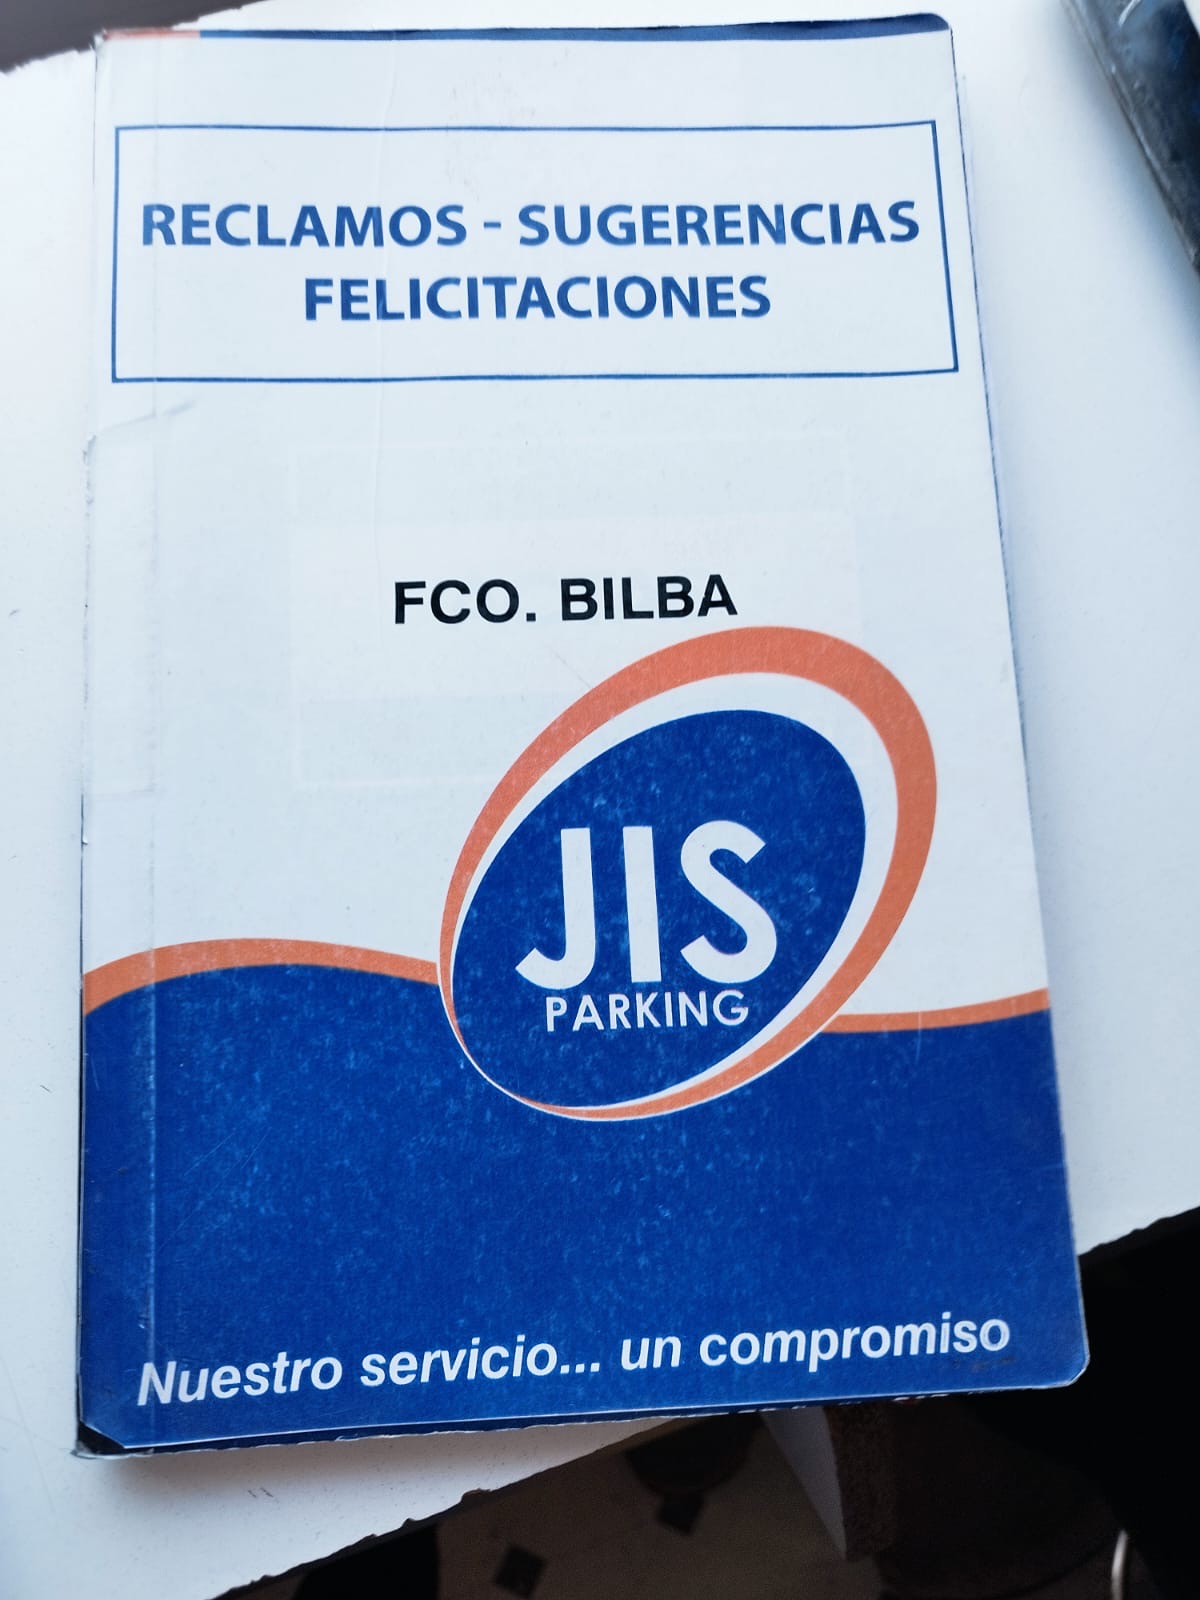 RECLAMOS - SUGERENCIAS
FELICITACIONES
FCO. BILBA
JIS
PARKING
Nuestro servicio... un compromiso